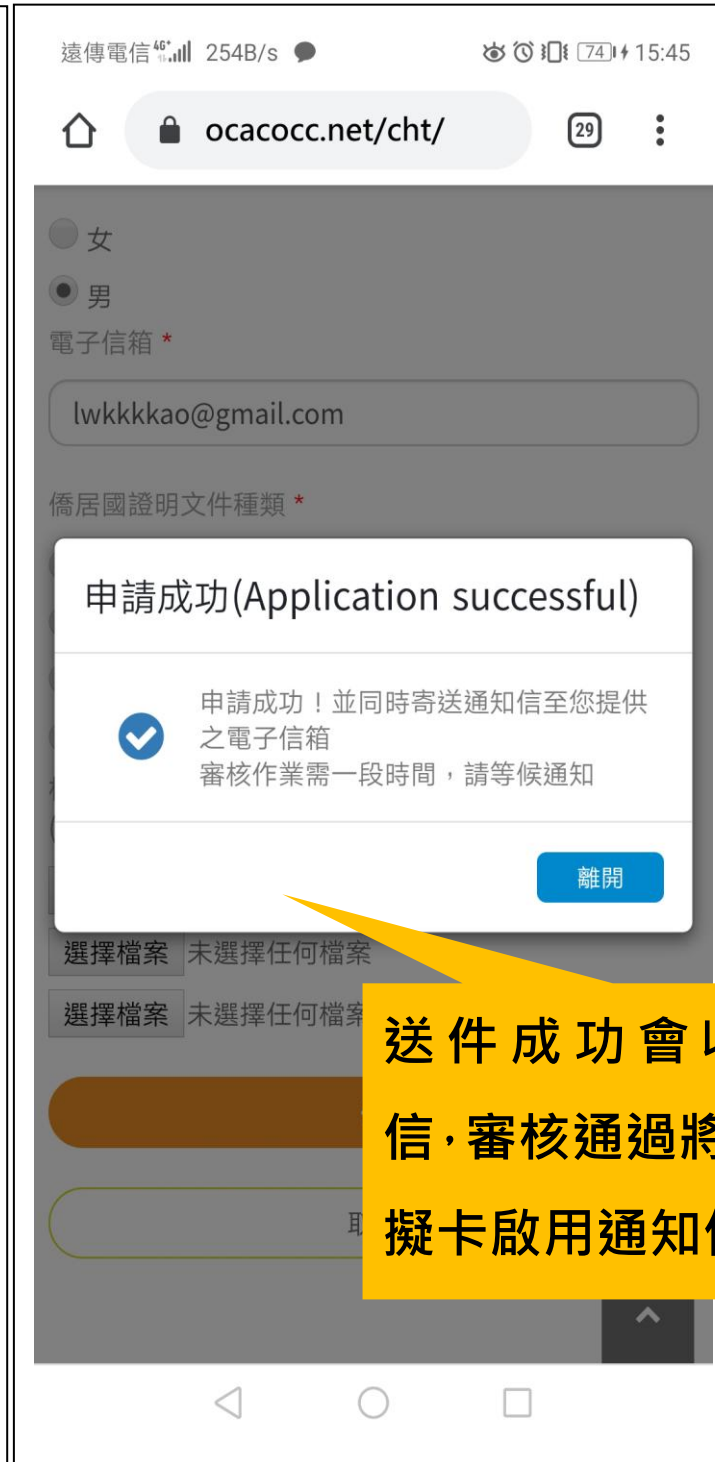 遠傳電信 46+ 254B/s 74 15:45
ocacocc.net/cht/ 29
女
男
電子信箱 *
lwkkkkao@gmail.com
僑居國證明文件種類 *
申請成功(Application successful)
申請成功！並同時寄送通知信至您提供
之電子信箱
審核作業需一段時間，請等候通知
離開
選擇檔案 未選擇任何檔案
選擇檔案 未選擇任何檔案
送件成功會
信，審核通過將
擬卡啟用通知